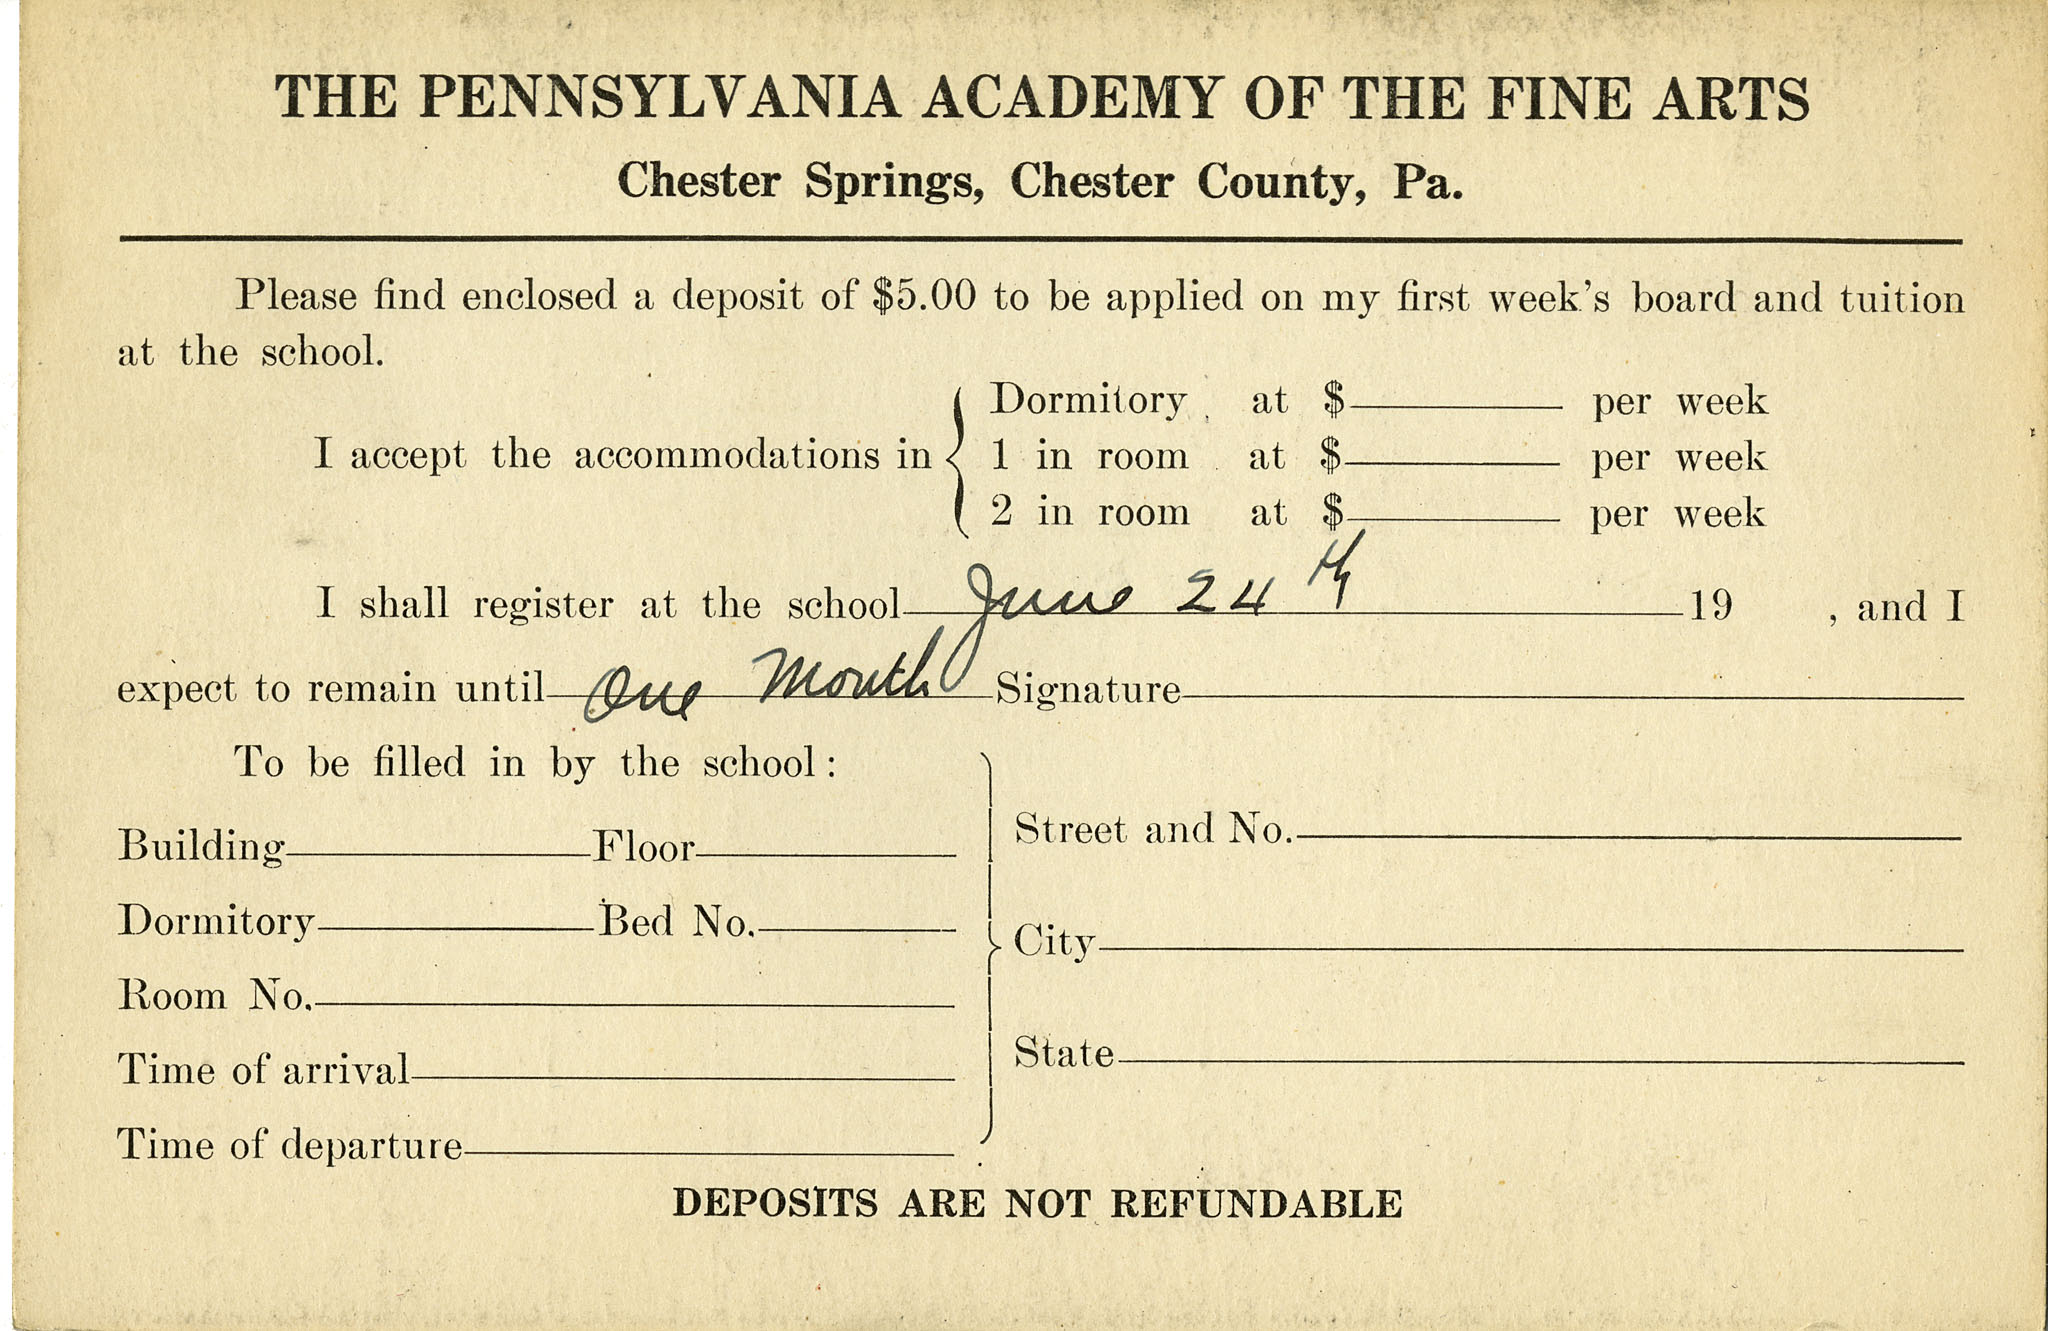 THE PENNSYLVANIA ACADEMY OF THE FINE ARTS
Chester Springs, Chester County, Pa.
Please find enclosed a deposit of $5.00 to be applied on my first week's board and tuition
at the school.
Dormitory at $ per week
I accept the accommodations in 1 in room at $ per week
2 in room at $ per week
I shall register at the school June 24th 19 , and I
expect to remain until One Month Signature
To be filled in by the school:
Street and No.
Building Floor
Dormitory Bed No.
City
Room No.
State
Time of arrival
Time of departure
DEPOSITS ARE NOT REFUNDABLE